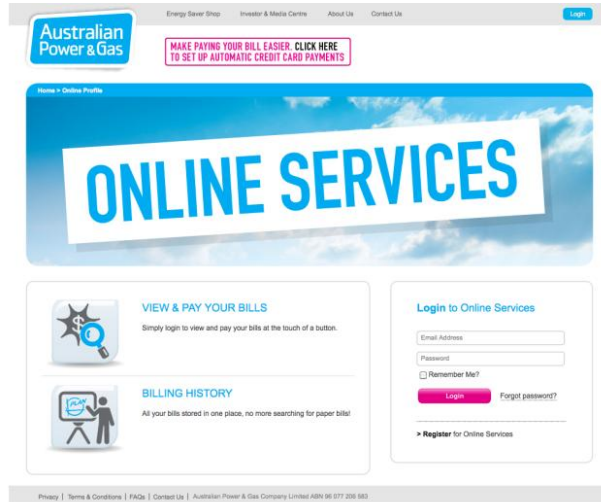 Energy Saver Shop Investor & Media Centre About Us Contact Us Login
Australian
Power & Gas
MAKE PAYING YOUR BILL EASIER. CLICK HERE
TO SET UP AUTOMATIC CREDIT CARD PAYMENTS
Home > Online Profile
ONLINE SERVICES
VIEW & PAY YOUR BILLS
Simply login to view and pay your bills at the touch of a button.
BILLING HISTORY
All your bills stored in one place, no more searching for paper bills!
Login to Online Services
Email Address
Password
Remember Me?
Login Forgot password?
> Register for Online Services
Privacy | Terms & Conditions | FAQs | Contact Us | Australian Power & Gas Company Limited ABN 96 077 206 583